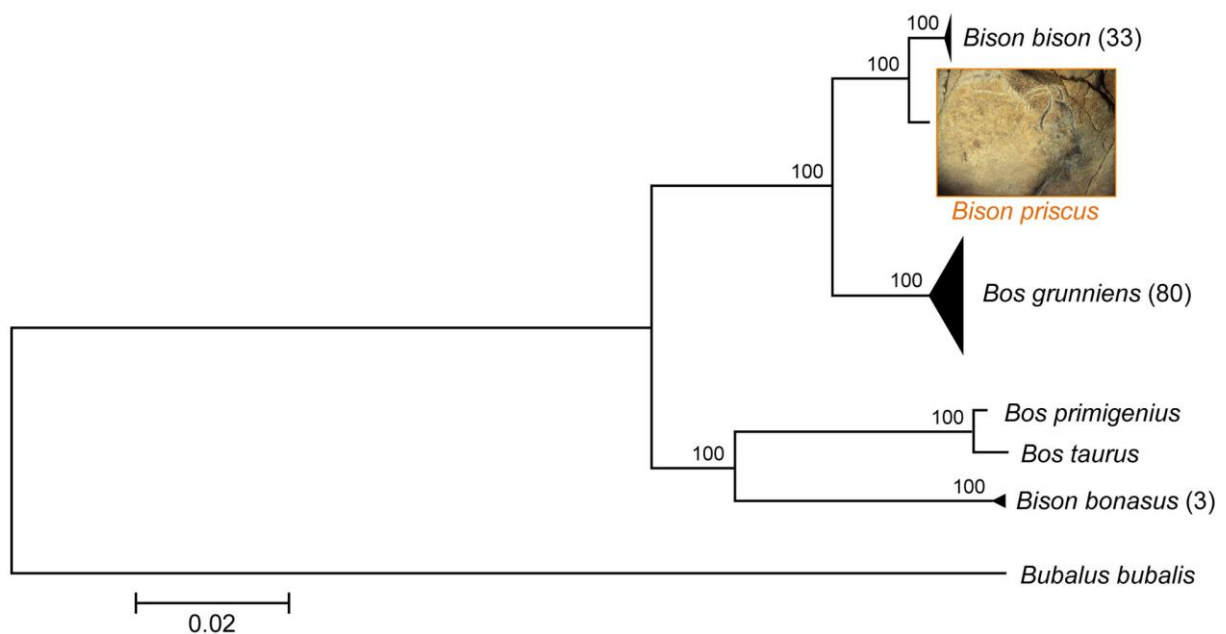 100
Bison bison (33)
100
Bison priscus
100
100
Bos grunniens (80)
Bos primigenius
100
Bos taurus
100
100
Bison bonasus (3)
Bubalus bubalis
0.02